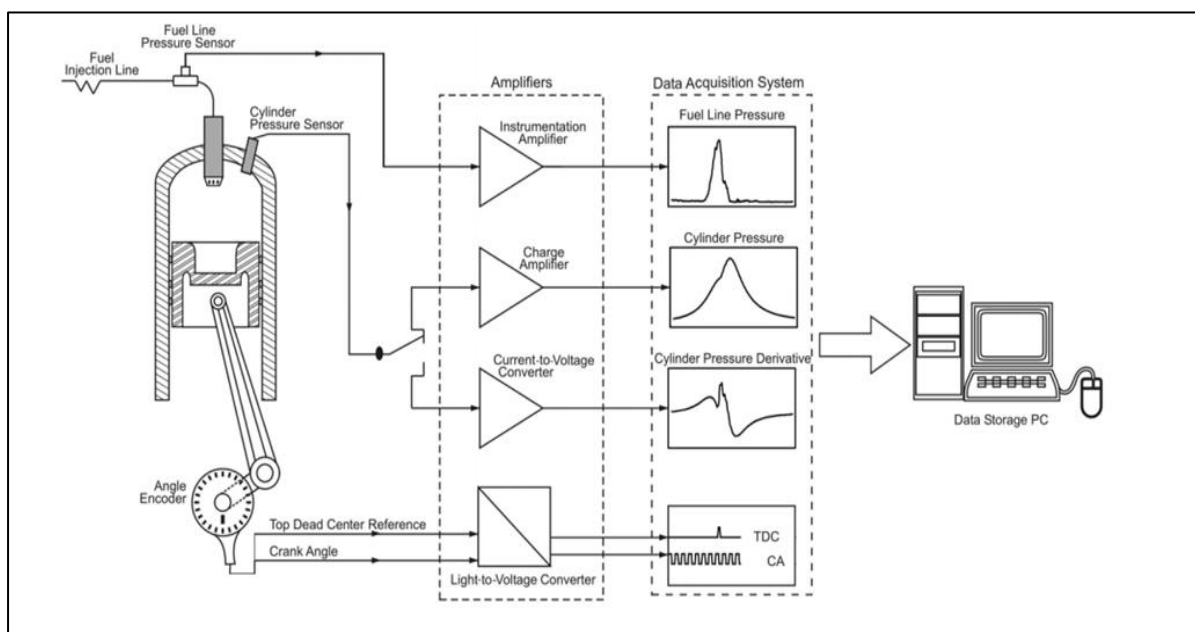 Fuel Line
Pressure Sensor
Fuel
Injection Line
Cylinder
Pressure Sensor
Amplifiers
Data Acquisition System
Instrumentation
Amplifier
Fuel Line Pressure
Charge
Amplifier
Cylinder Pressure
Current-to-Voltage
Converter
Cylinder Pressure Derivative
Data Storage PC
Angle
Encoder
Top Dead Center Reference
Crank Angle
Light-to-Voltage Converter
TDC
CA